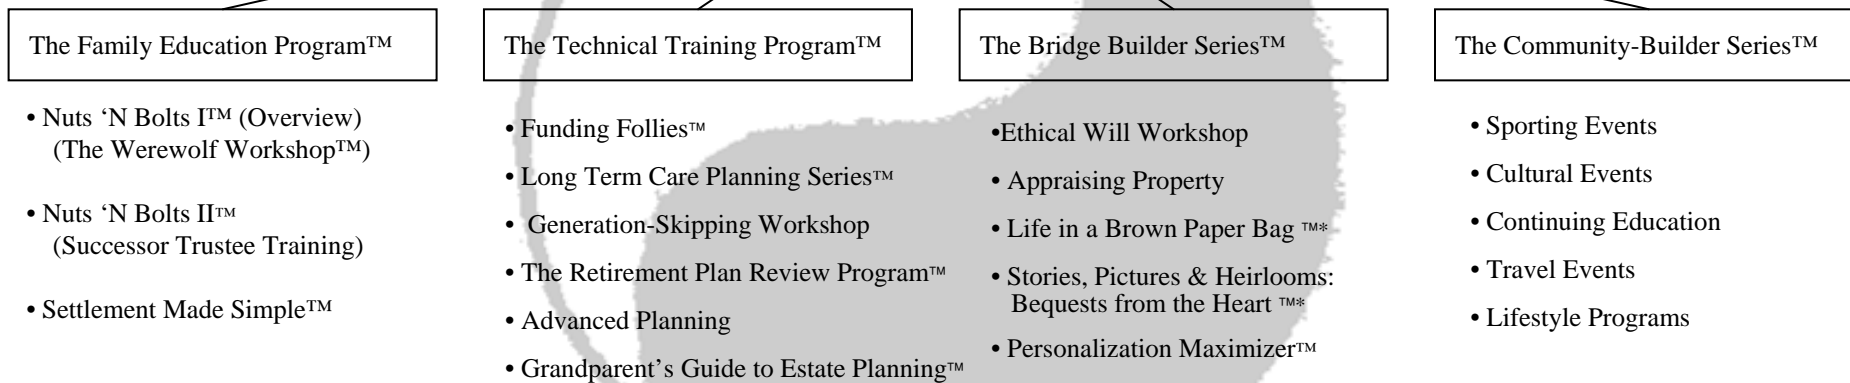 The Family Education Program™
• Nuts ‘N Bolts I™ (Overview)
(The Werewolf Workshop™)
• Nuts ‘N Bolts II™
(Successor Trustee Training)
• Settlement Made Simple™
The Technical Training Program™
• Funding Follies™
• Long Term Care Planning Series™
• Generation-Skipping Workshop
• The Retirement Plan Review Program™
• Advanced Planning
• Grandparent’s Guide to Estate Planning™
The Bridge Builder Series™
•Ethical Will Workshop
• Appraising Property
• Life in a Brown Paper Bag ™*
• Stories, Pictures & Heirlooms:
Bequests from the Heart ™*
• Personalization Maximizer™
The Community-Builder Series™
• Sporting Events
• Cultural Events
• Continuing Education
• Travel Events
• Lifestyle Programs